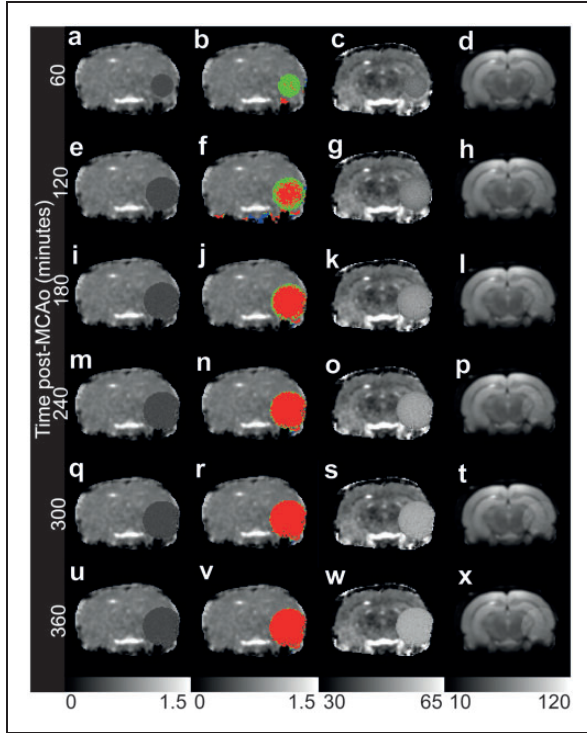 Time post-MCAo (minutes)
60
a b c d
120
e f g h
180
i j k l
240
m n o p
300
q r s t
360
u v w x
0 1.5 0 1.5 30 65 10 120